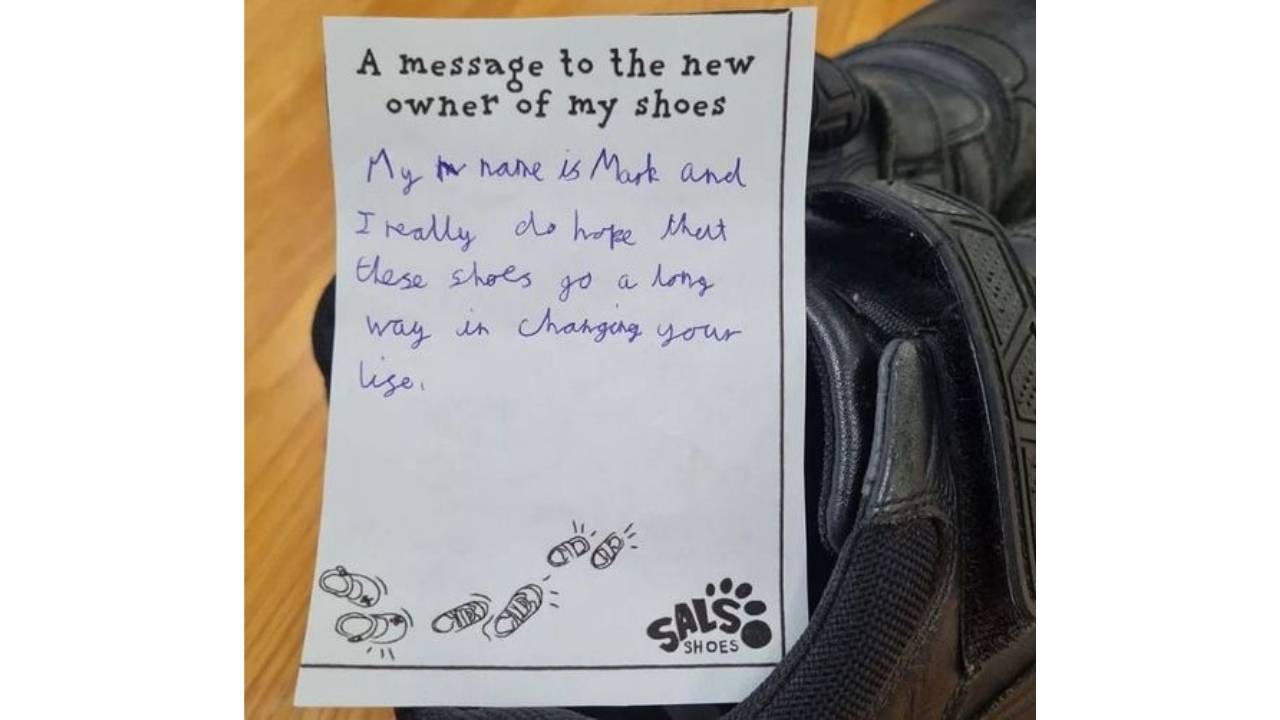 A message to the new
owner of my shoes
My name is Mark and
I really do hope that
these shoes go a long
way in changing your
lise.
SALS
SHOES